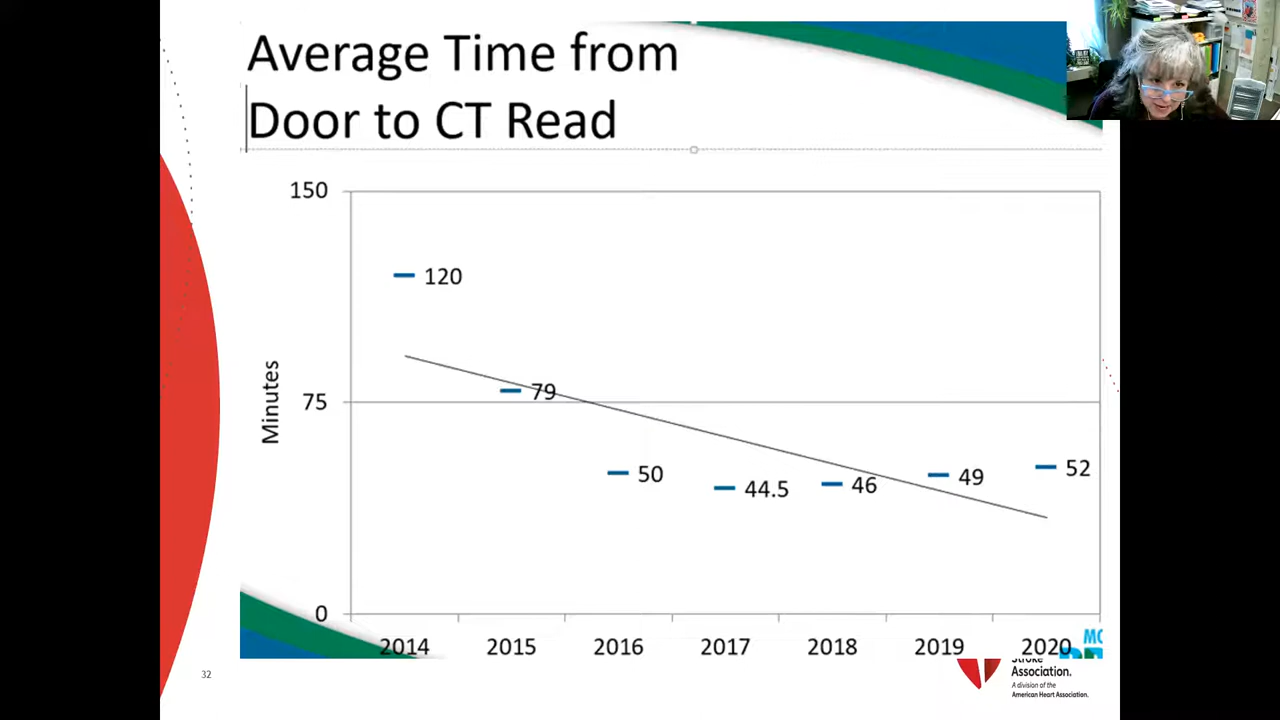 Average Time from
Door to CT Read
150
120
Minutes
75
79
50
44.5
46
49
52
0
2014 2015 2016 2017 2018 2019 2020
Stroke
Association.
A division of the
American Heart Association.
32